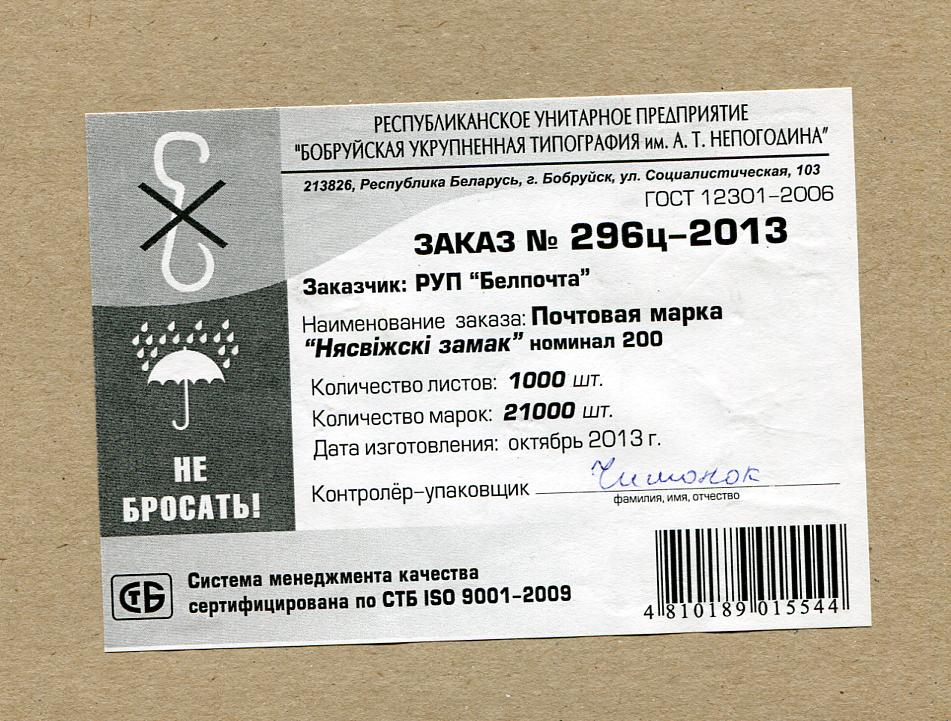 РЕСПУБЛИКАНСКОЕ УНИТАРНОЕ ПРЕДПРИЯТИЕ
"БОБРУЙСКАЯ УКРУПНЕННАЯ ТИПОГРАФИЯ им. А. Т. НЕПОГОДИНА"
213826, Республика Беларусь, г. Бобруйск, ул. Социалистическая, 103
ГОСТ 12301-2006
ЗАКАЗ № 296ц-2013
Заказчик: РУП "Белпочта"
Наименование заказа: Почтовая марка
"Нясвіжскі замак" номинал 200
Количество листов: 1000 шт.
Количество марок: 21000 шт.
Дата изготовления: октябрь 2013 г.
Контролёр-упаковщик Чимонок
фамилия, имя, отчество
НЕ
БРОСАТЬ!
СТБ
Система менеджмента качества
сертифицирована по СТБ ISO 9001-2009
4 810189 015544